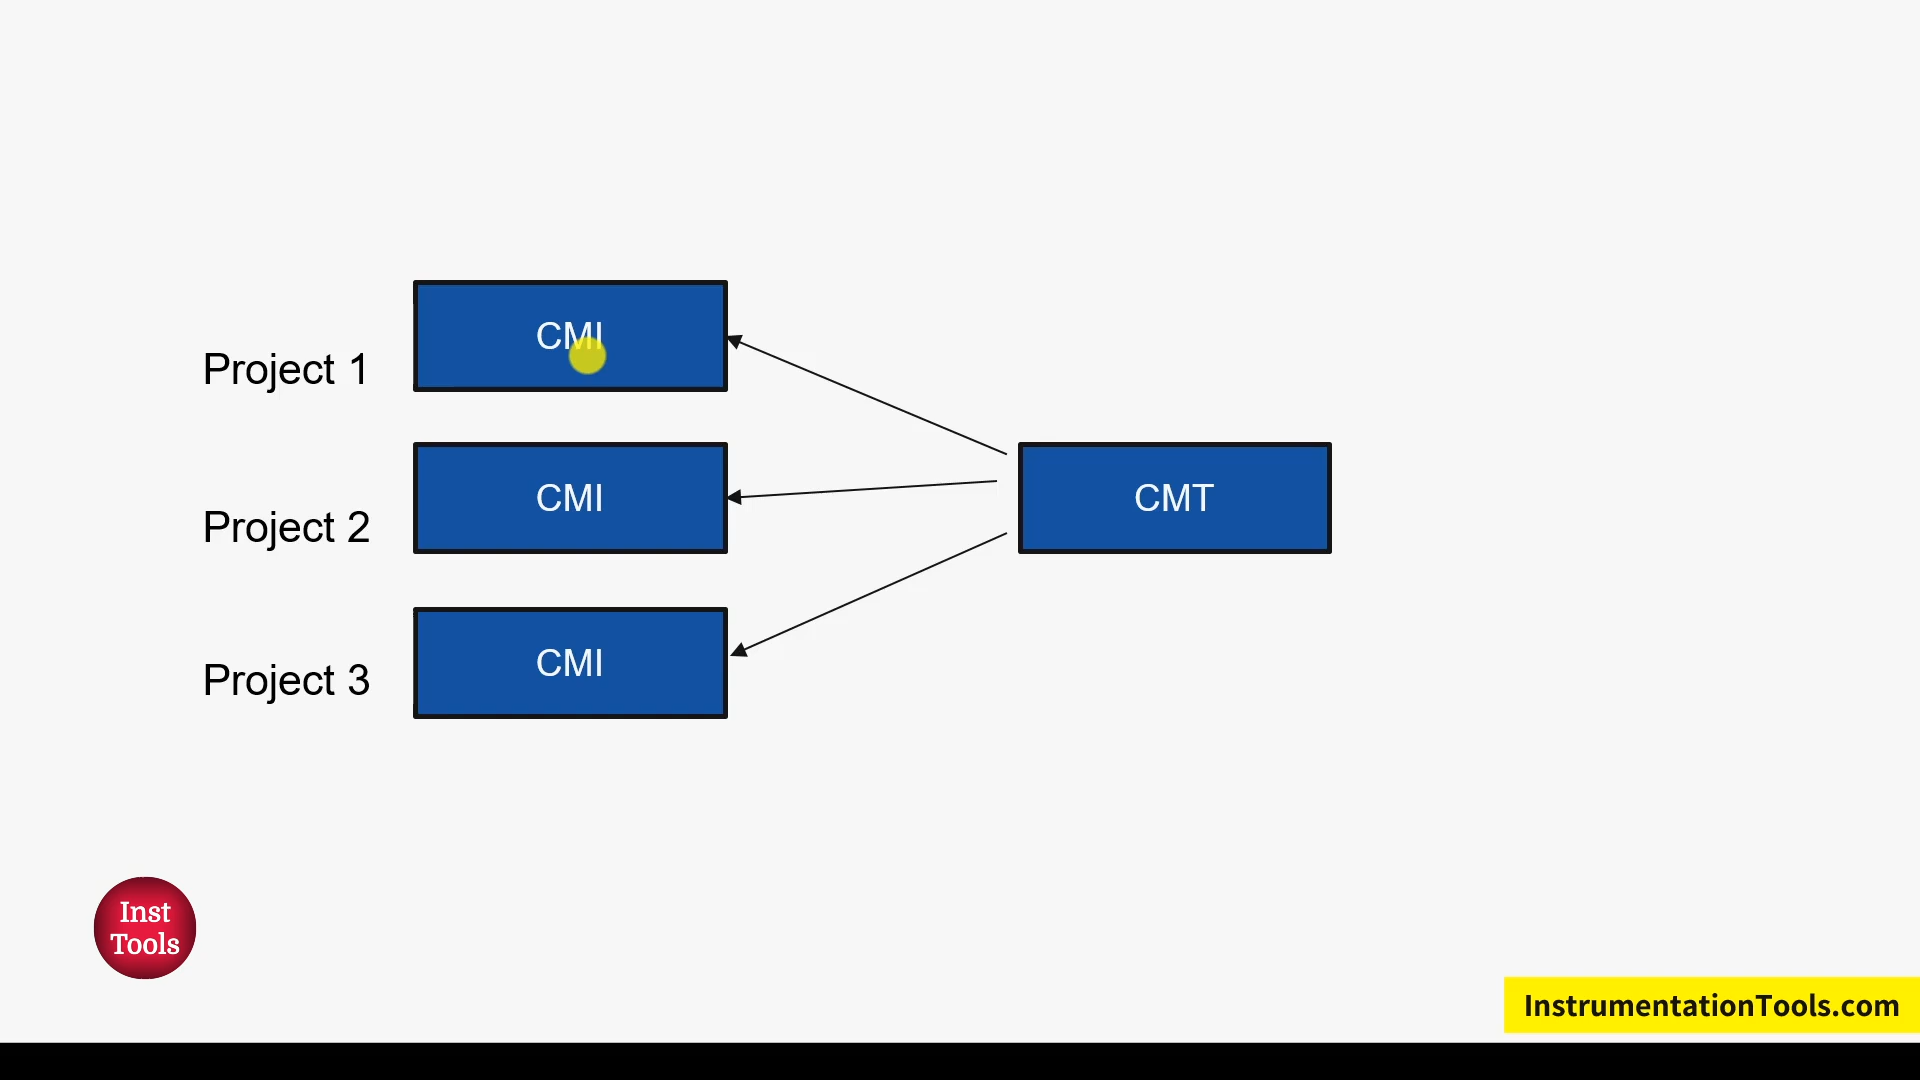 CMI
Project 1
CMI
CMT
Project 2
CMI
Project 3
Inst
Tools
InstrumentationTools.com